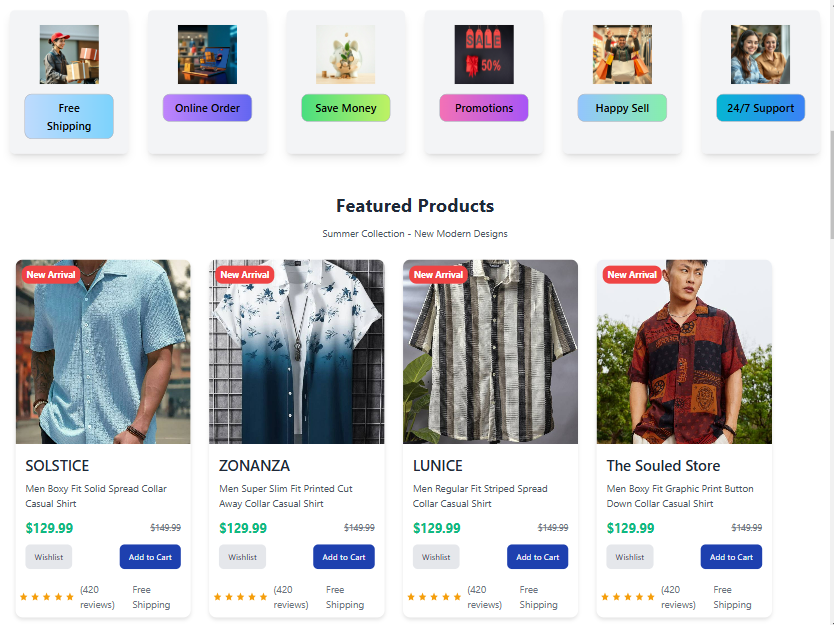 SALE
50%
Free
Shipping
Online Order
Save Money
Promotions
Happy Sell
24/7 Support
Featured Products
Summer Collection - New Modern Designs
New Arrival
New Arrival
New Arrival
New Arrival
SOLSTICE
Men Boxy Fit Solid Spread Collar
Casual Shirt
$129.99 $149.99
Wishlist Add to Cart
(420
reviews)
Free
Shipping
ZONANZA
Men Super Slim Fit Printed Cut
Away Collar Casual Shirt
$129.99 $149.99
Wishlist Add to Cart
(420
reviews)
Free
Shipping
LUNICE
Men Regular Fit Striped Spread
Collar Casual Shirt
$129.99 $149.99
Wishlist Add to Cart
(420
reviews)
Free
Shipping
The Souled Store
Men Boxy Fit Graphic Print Button
Down Collar Casual Shirt
$129.99 $149.99
Wishlist Add to Cart
(420
reviews)
Free
Shipping